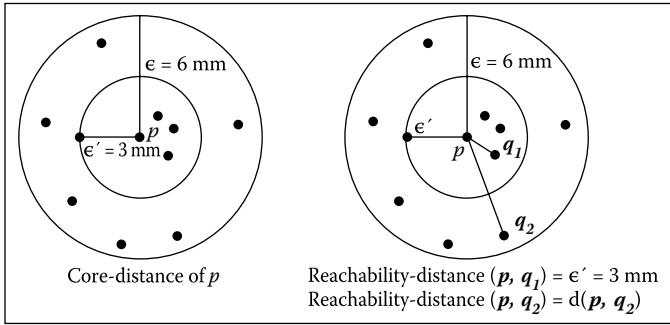 ϵ = 6 mm
p
ϵ´ = 3 mm
Core-distance of p
ϵ = 6 mm
ϵ´
p
q₁
q₂
Reachability-distance (p, q₁) = ϵ´ = 3 mm
Reachability-distance (p, q₂) = d(p, q₂)